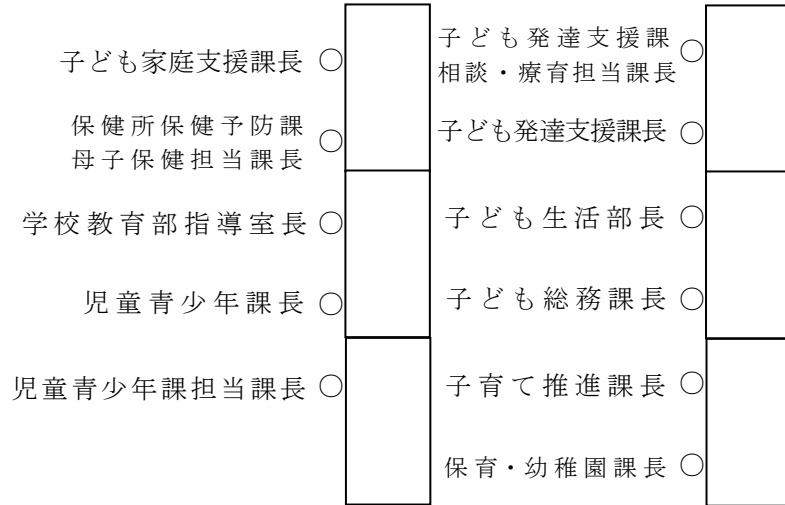 子ども家庭支援課長 ○
保健所保健予防課
母子保健担当課長 ○
学校教育部指導室長 ○
児童青少年課長 ○
児童青少年課担当課長 ○
子ども発達支援課
相談・療育担当課長 ○
子ども発達支援課長 ○
子ども生活部長 ○
子ども総務課長 ○
子育て推進課長 ○
保育・幼稚園課長 ○